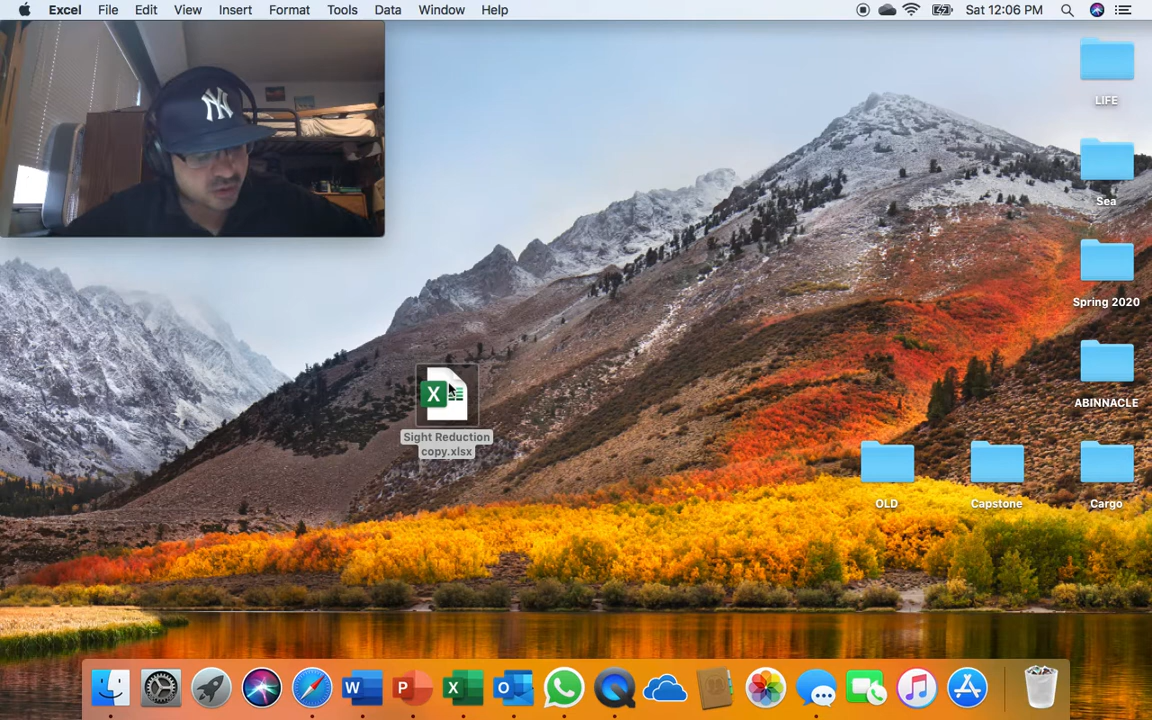 Excel File Edit View Insert Format Tools Data Window Help Sat 12:06 PM
NY
LIFE
Sea
Spring 2020
ABINNACLE
X
Sight Reduction
copy.xlsx
OLD Capstone Cargo
W P X O